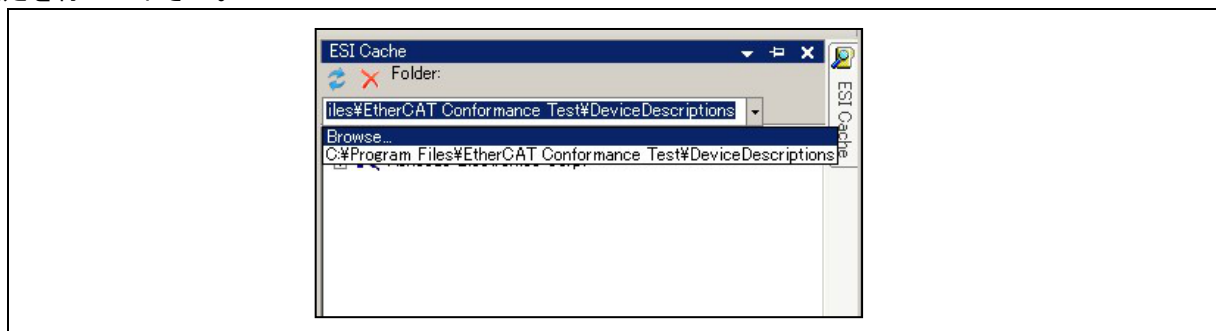 ESI Cache
Folder:
iles¥EtherCAT Conformance Test¥DeviceDescriptions
Browse...
C:¥Program Files¥EtherCAT Conformance Test¥DeviceDescriptions
ESI Cache